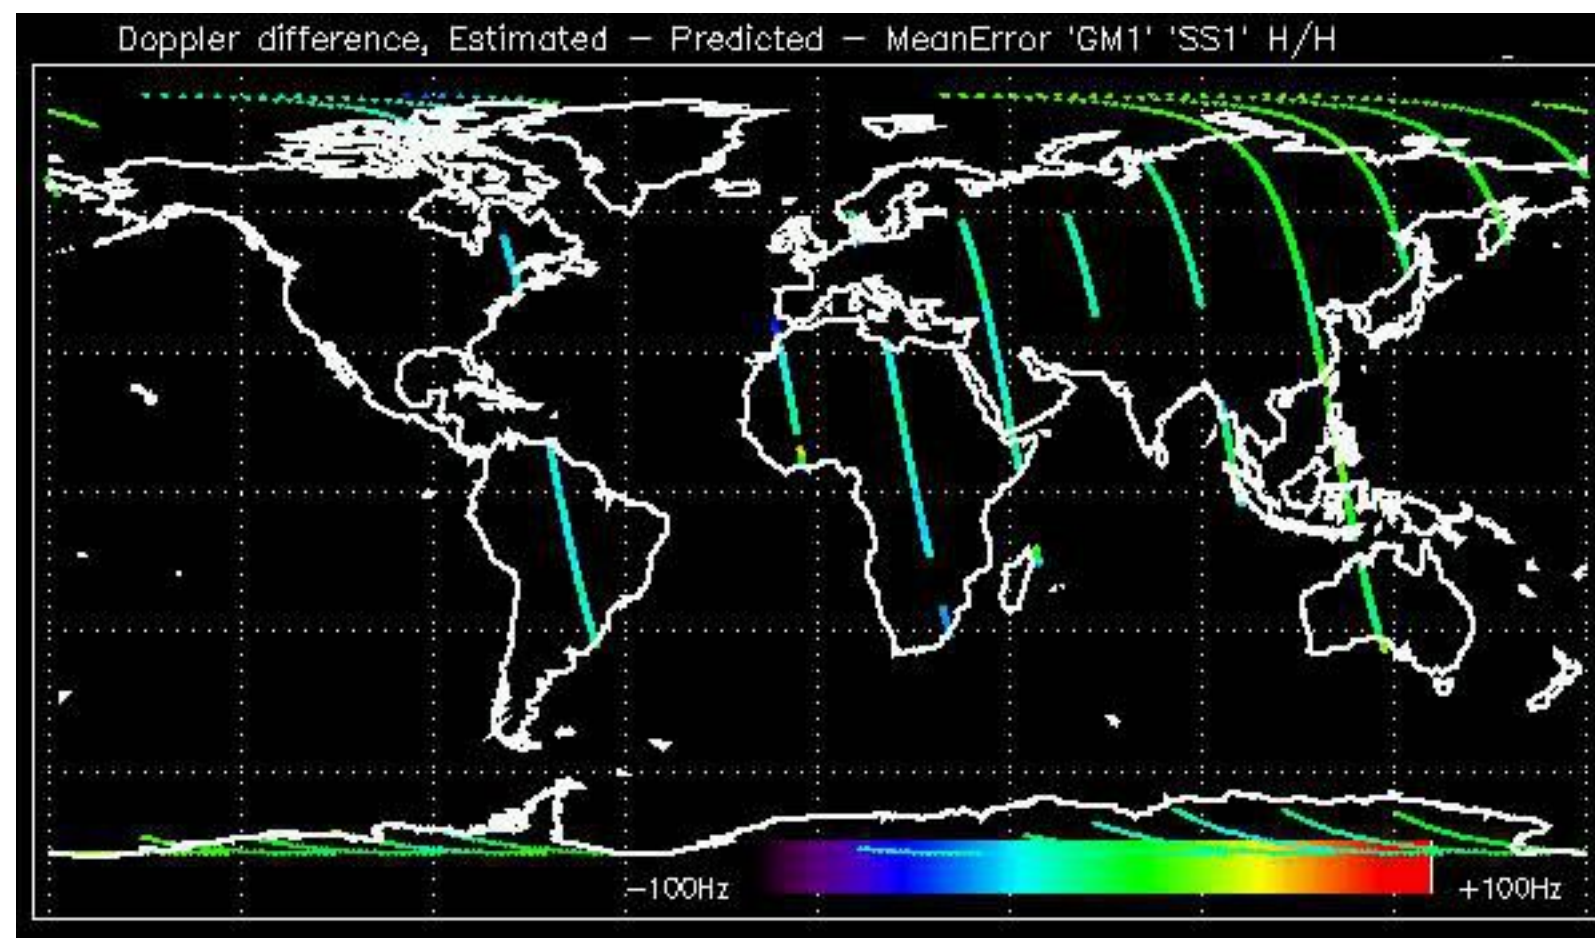 Doppler difference, Estimated – Predicted – MeanError 'GM1' 'SS1' H/H
–100Hz
+100Hz